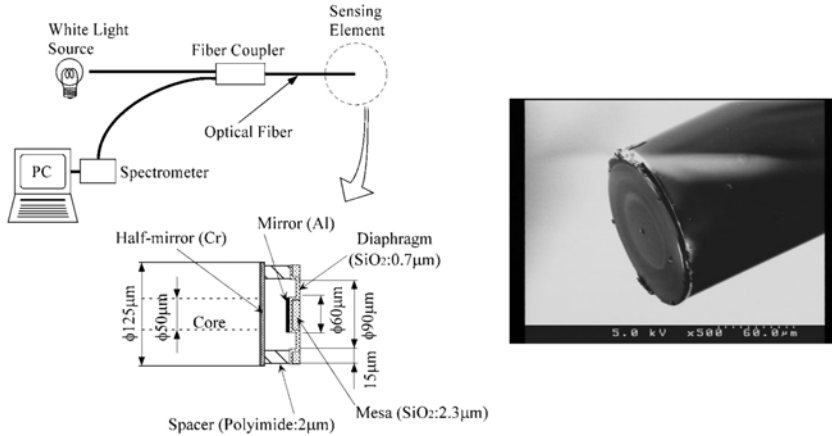 White Light
Source
Fiber Coupler
Sensing
Element
Optical Fiber
PC
Spectrometer
Half-mirror (Cr)
Mirror (Al)
Diaphragm
(SiO₂:0.7μm)
ϕ125μm
ϕ50μm
Core
ϕ60μm
ϕ90μm
15μm
Spacer (Polyimide:2μm)
Mesa (SiO₂:2.3μm)
5.0 kV x500 60.0μm